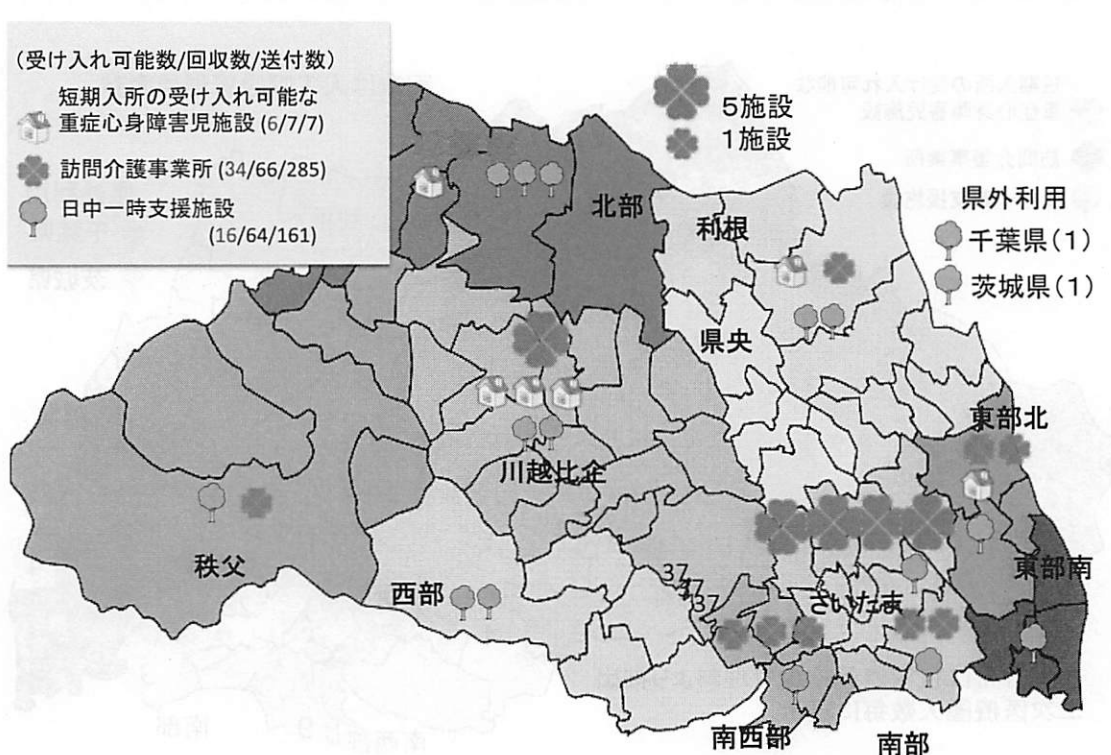 （受け入れ可能数/回収数/送付数）
短期入所の受け入れ可能な
重症心身障害児施設 (6/7/7)
訪問介護事業所 (34/66/285)
日中一時支援施設
(16/64/161)
5施設
1施設
県外利用
千葉県（1）
茨城県（1）
北部
利根
県央
東部北
川越比企
秩父
西部
37
37
37
さいたま
東部南
南西部
南部